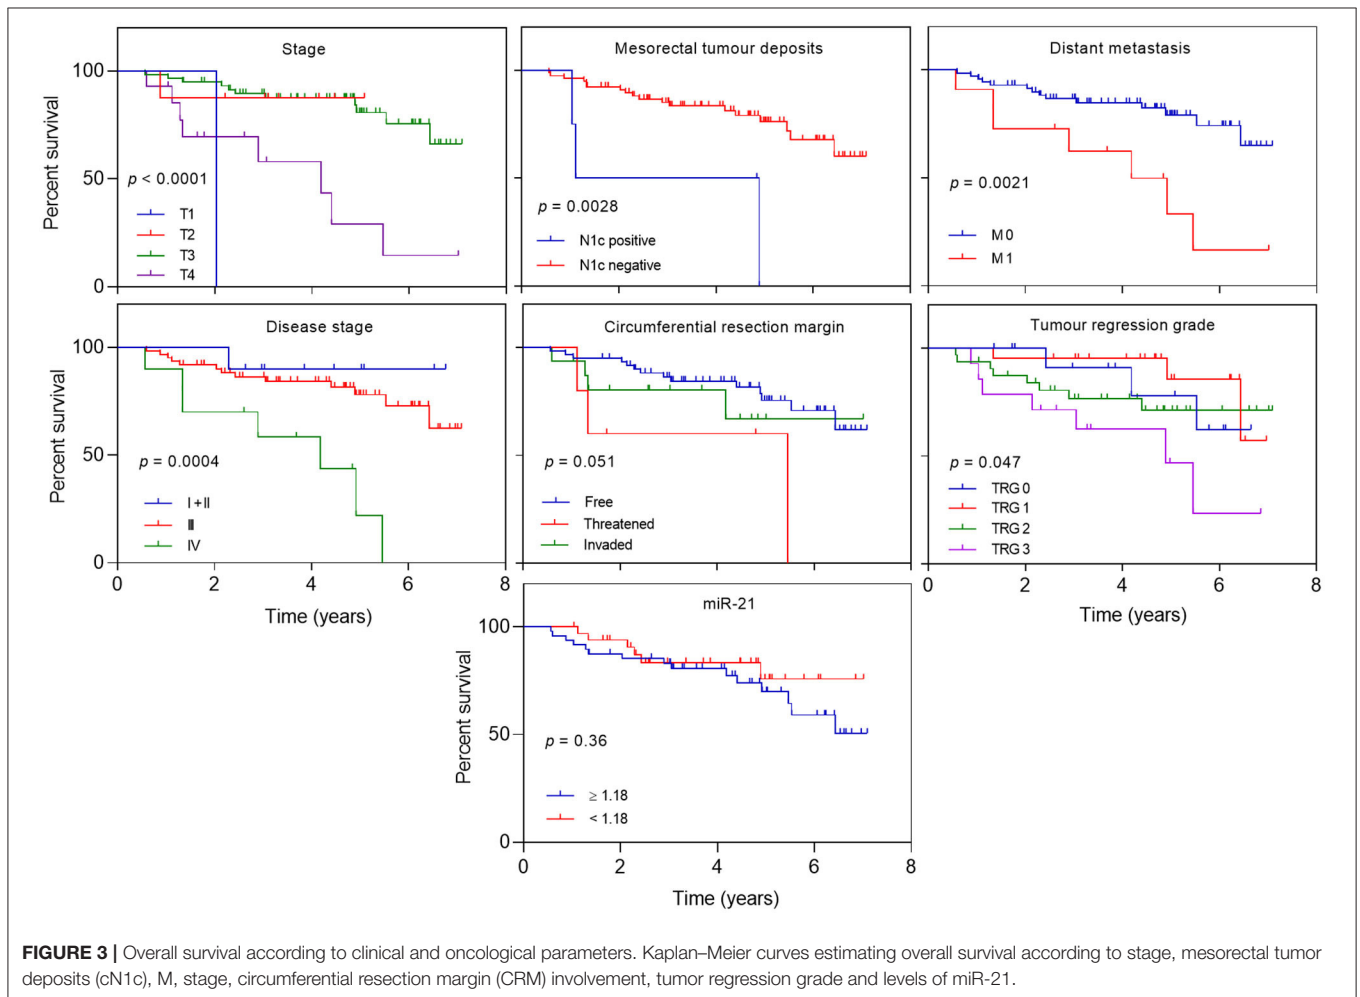 Stage
Percent survival
100
50
0
p < 0.0001
T1
T2
T3
T4
Mesorectal tumour deposits
p = 0.0028
N1c positive
N1c negative
Distant metastasis
p = 0.0021
M 0
M 1
Disease stage
Percent survival
100
50
0
p = 0.0004
I + II
III
IV
0 2 4 6 8
Time (years)
Circumferential resection margin
p = 0.051
Free
Threatened
Invaded
Tumour regression grade
p = 0.047
TRG 0
TRG 1
TRG 2
TRG 3
0 2 4 6 8
Time (years)
miR-21
Percent survival
100
50
0
p = 0.36
≥ 1.18
< 1.18
0 2 4 6 8
Time (years)
FIGURE 3 | Overall survival according to clinical and oncological parameters. Kaplan–Meier curves estimating overall survival according to stage, mesorectal tumor
deposits (cN1c), M, stage, circumferential resection margin (CRM) involvement, tumor regression grade and levels of miR-21.